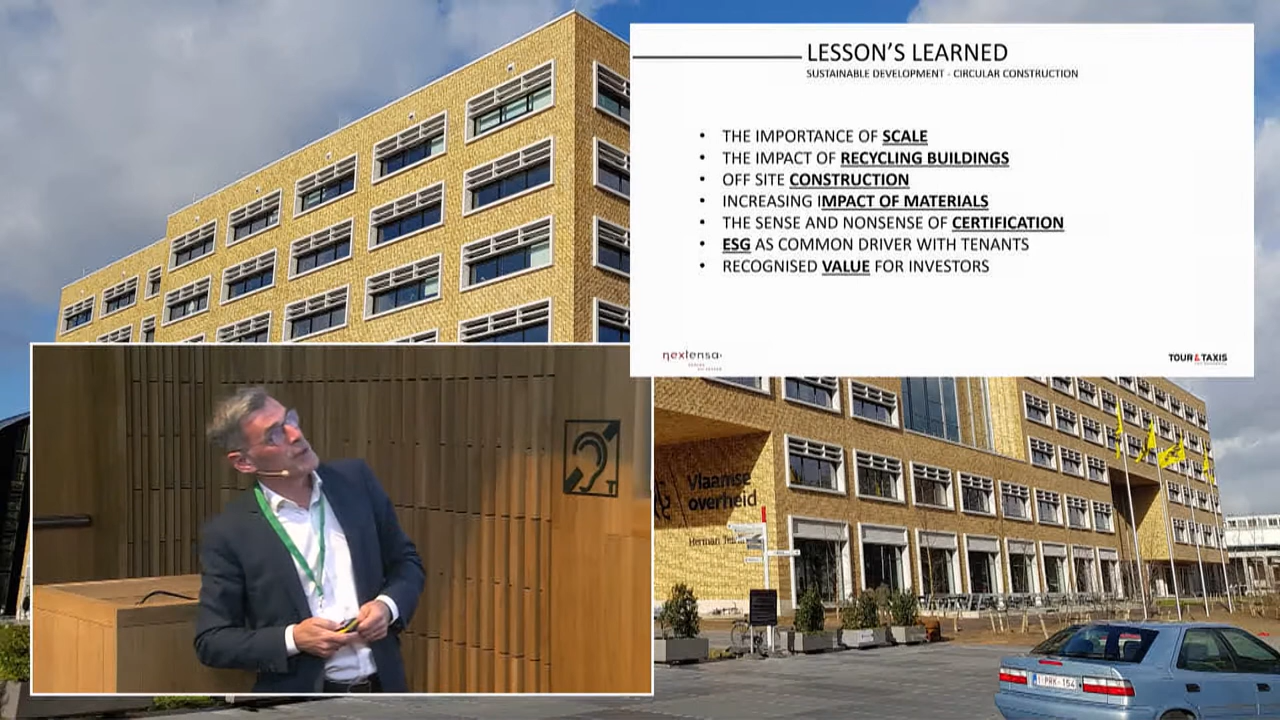 LESSON'S LEARNED
SUSTAINABLE DEVELOPMENT - CIRCULAR CONSTRUCTION
• THE IMPORTANCE OF SCALE
• THE IMPACT OF RECYCLING BUILDINGS
• OFF SITE CONSTRUCTION
• INCREASING IMPACT OF MATERIALS
• THE SENSE AND NONSENSE OF CERTIFICATION
• ESG AS COMMON DRIVER WITH TENANTS
• RECOGNISED VALUE FOR INVESTORS
nextensa.
TOUR & TAXIS
T
Vlaamse
overheid
Herman
1-PRK-154